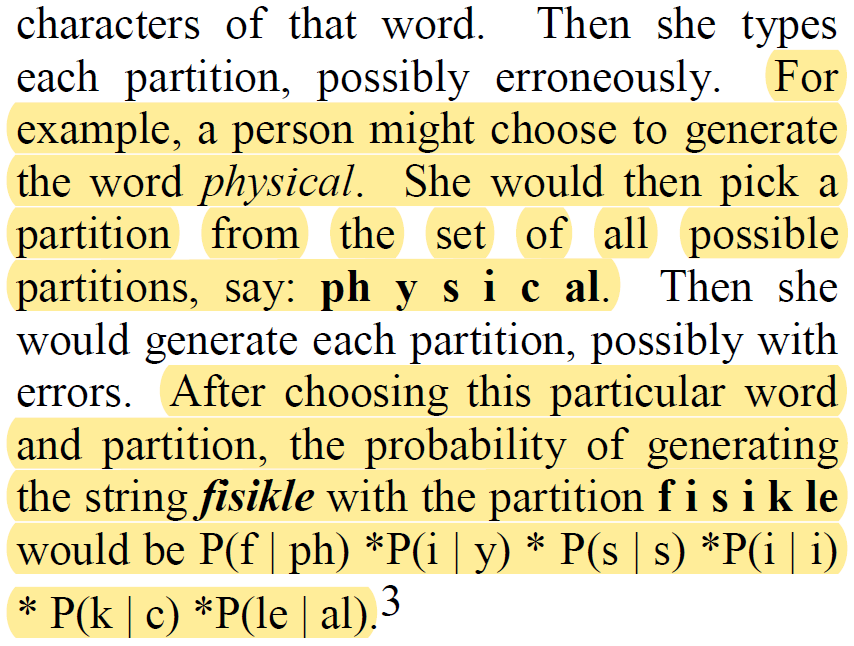 characters of that word. Then she types
each partition, possibly erroneously. For
example, a person might choose to generate
the word physical. She would then pick a
partition from the set of all possible
partitions, say: ph y s i c al. Then she
would generate each partition, possibly with
errors. After choosing this particular word
and partition, the probability of generating
the string fisikle with the partition f i s i k le
would be P(f | ph) *P(i | y) * P(s | s) *P(i | i)
* P(k | c) *P(le | al).3